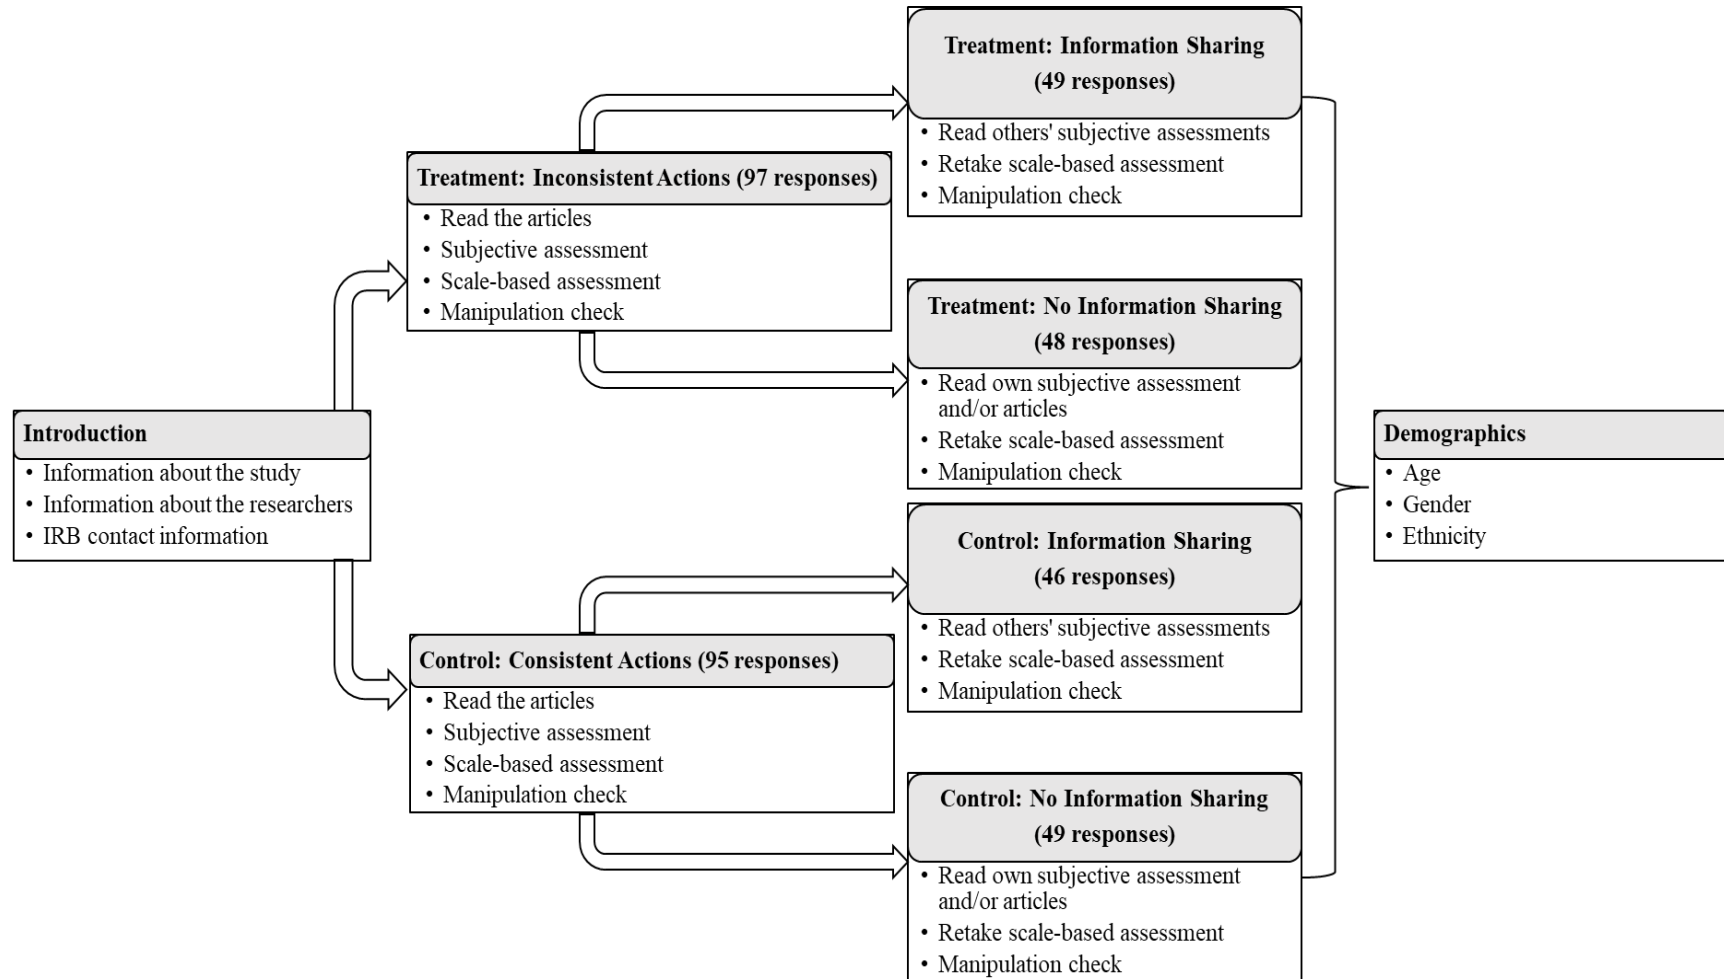 Introduction
• Information about the study
• Information about the researchers
• IRB contact information
Treatment: Inconsistent Actions (97 responses)
• Read the articles
• Subjective assessment
• Scale-based assessment
• Manipulation check
Control: Consistent Actions (95 responses)
• Read the articles
• Subjective assessment
• Scale-based assessment
• Manipulation check
Treatment: Information Sharing
(49 responses)
• Read others' subjective assessments
• Retake scale-based assessment
• Manipulation check
Treatment: No Information Sharing
(48 responses)
• Read own subjective assessment
and/or articles
• Retake scale-based assessment
• Manipulation check
Control: Information Sharing
(46 responses)
• Read others' subjective assessments
• Retake scale-based assessment
• Manipulation check
Control: No Information Sharing
(49 responses)
• Read own subjective assessment
and/or articles
• Retake scale-based assessment
• Manipulation check
Demographics
• Age
• Gender
• Ethnicity